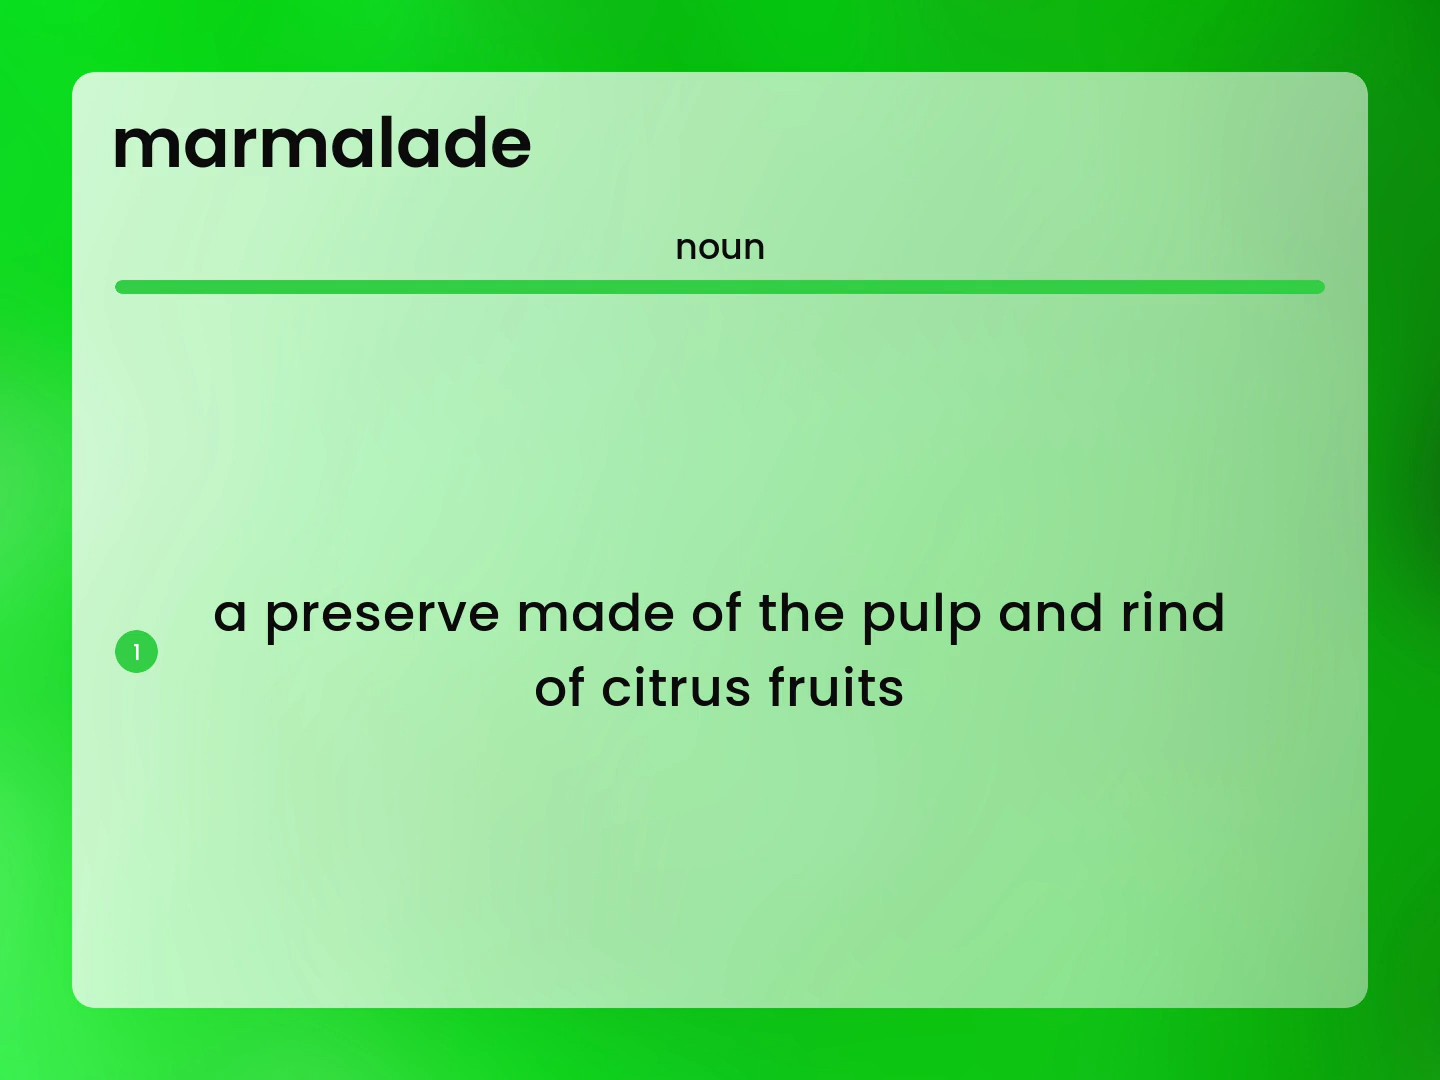 marmalade
noun
1
a preserve made of the pulp and rind
of citrus fruits